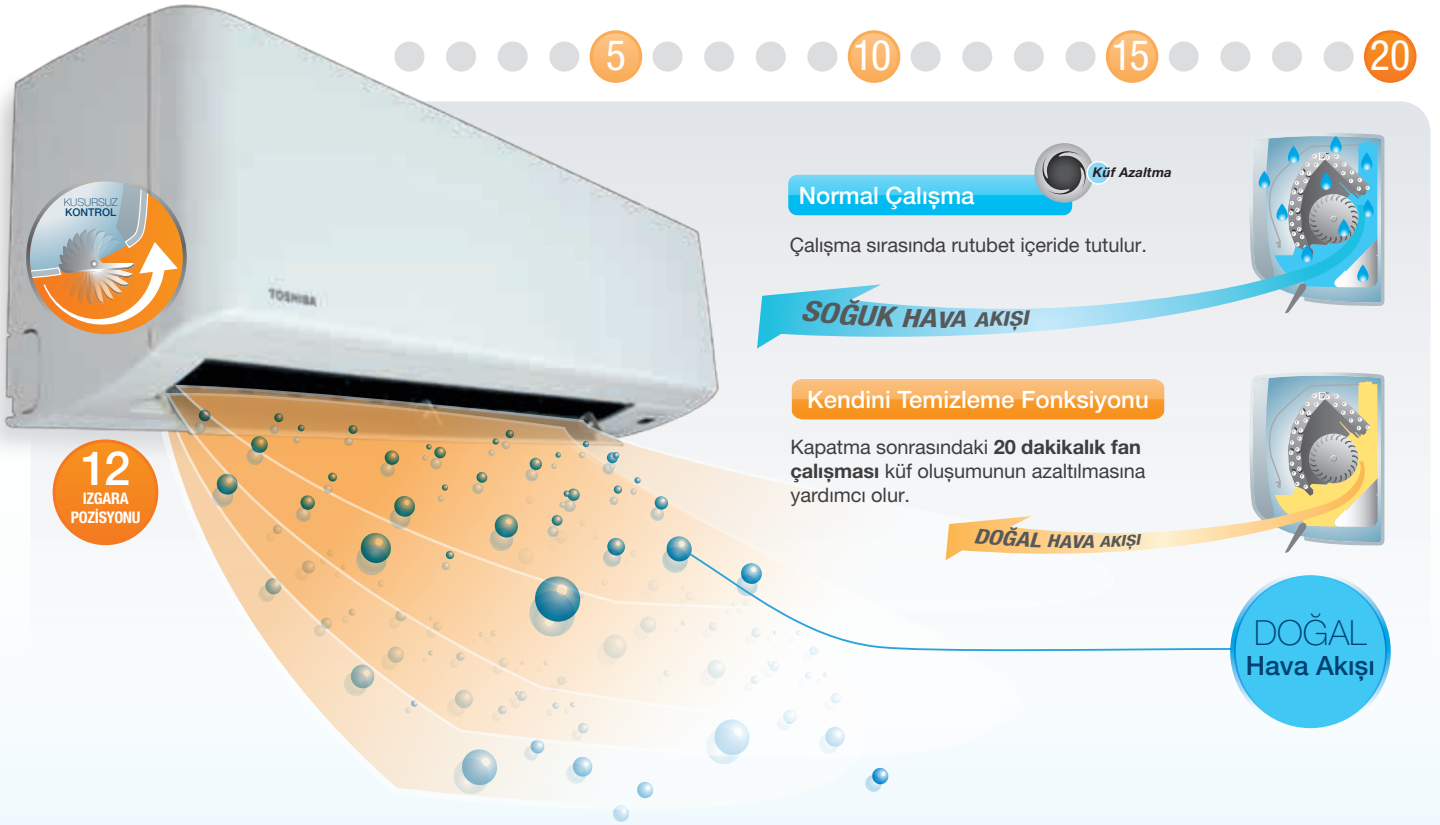 5
10
15
20
KUSURSUZ
KONTROL
TOSHIBA
12
IZGARA
POZİSYONU
Küf Azaltma
Normal Çalışma
Çalışma sırasında rutubet içeride tutulur.
SOĞUK HAVA AKIŞI
Kendini Temizleme Fonksiyonu
Kapatma sonrasındaki 20 dakikalık fan
çalışması küf oluşumunun azaltılmasına
yardımcı olur.
DOĞAL HAVA AKIŞI
DOĞAL
Hava Akışı